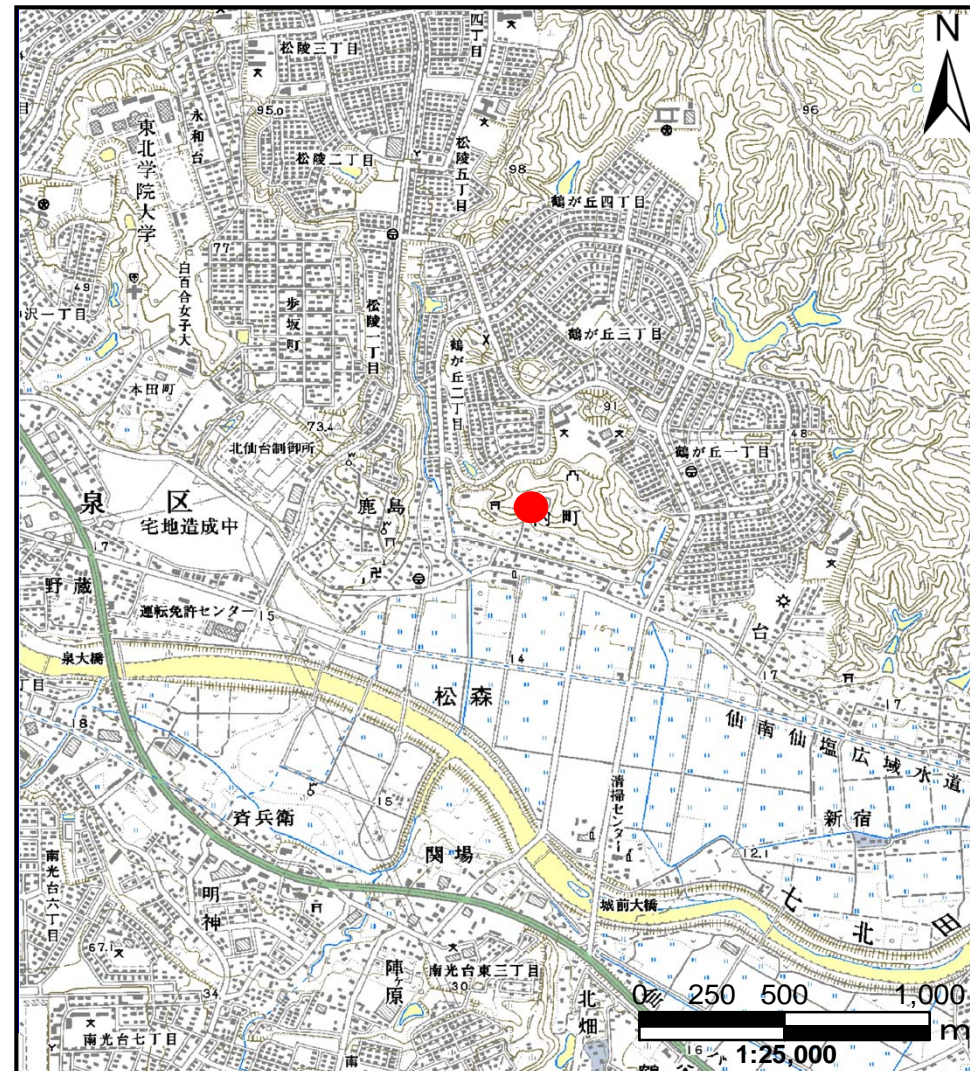 N
四丁目
松陵三丁目
永和台
東北学院大学
95.0
松陵二丁目
松陵五丁目
96
98
鶴が丘四丁目
77
白百合女子大
49
沢一丁目
歩坂町
松陵一丁目
鶴が丘三丁目
鶴が丘二丁目
本田町
73.4
91
48
北仙台制御所
鶴が丘一丁目
泉区
宅地造成中
鹿島
内町
17
野蔵
運転免許センター
15
台
泉大橋
14
17
丁目
松森
17
18
仙南仙塩広域水道
斉兵衛
15
清掃センター
新宿
関場
12.1
南光台六丁目
明神
城前大橋
七北田
67.1
陣ヶ原
南光台東三丁目
30
34
北畑
南光台七丁目
南
16
0 250 500 1,000
m
1:25,000